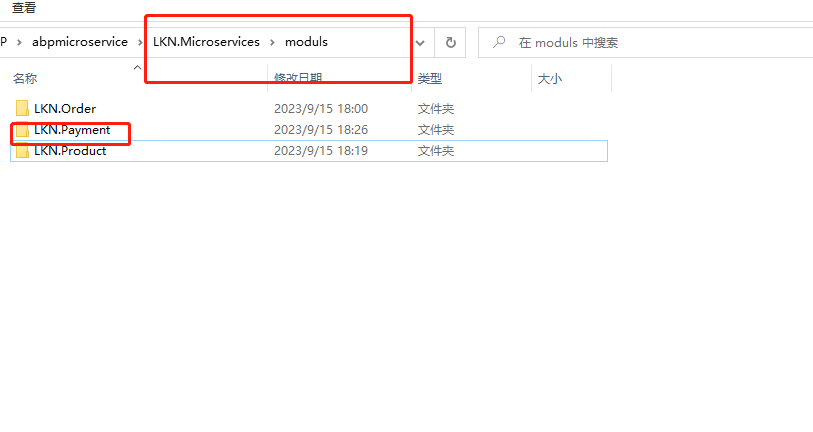 查看
P › abpmicroservice › LKN.Microservices › moduls 在 moduls 中搜索
名称 修改日期 类型 大小
LKN.Order 2023/9/15 18:00 文件夹
LKN.Payment 2023/9/15 18:26 文件夹
LKN.Product 2023/9/15 18:19 文件夹